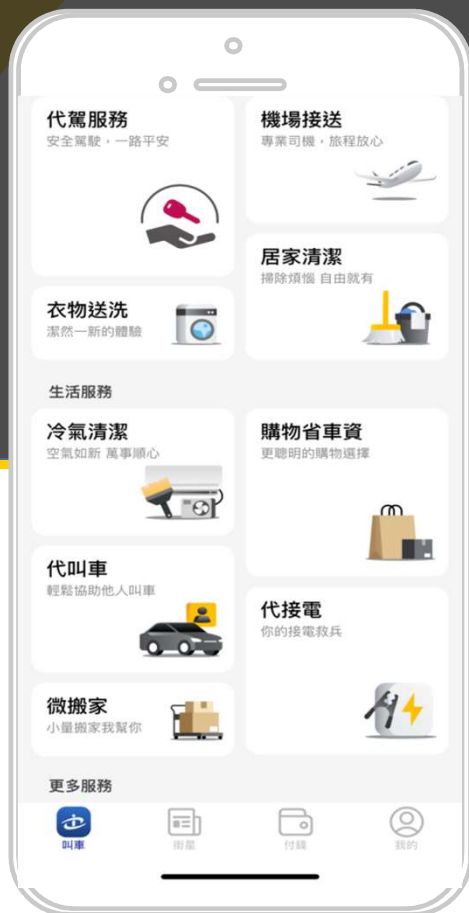 代駕服務
安全駕駛，一路平安
機場接送
專業司機，旅程放心
居家清潔
掃除煩惱 自由就有
衣物送洗
潔然一新的體驗
生活服務
冷氣清潔
空氣如新 萬事順心
購物省車資
更聰明的購物選擇
代叫車
輕鬆協助他人叫車
代接電
你的接電救兵
微搬家
小量搬家我幫你
更多服務
叫車
街星
付錢
我的